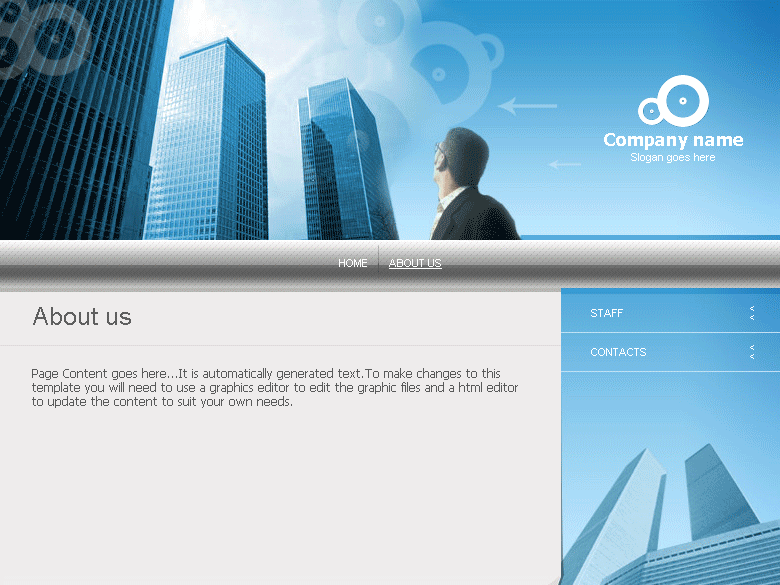 Company name
Slogan goes here
HOME
ABOUT US
About us
STAFF
CONTACTS
Page Content goes here...It is automatically generated text.To make changes to this
template you will need to use a graphics editor to edit the graphic files and a html editor
to update the content to suit your own needs.